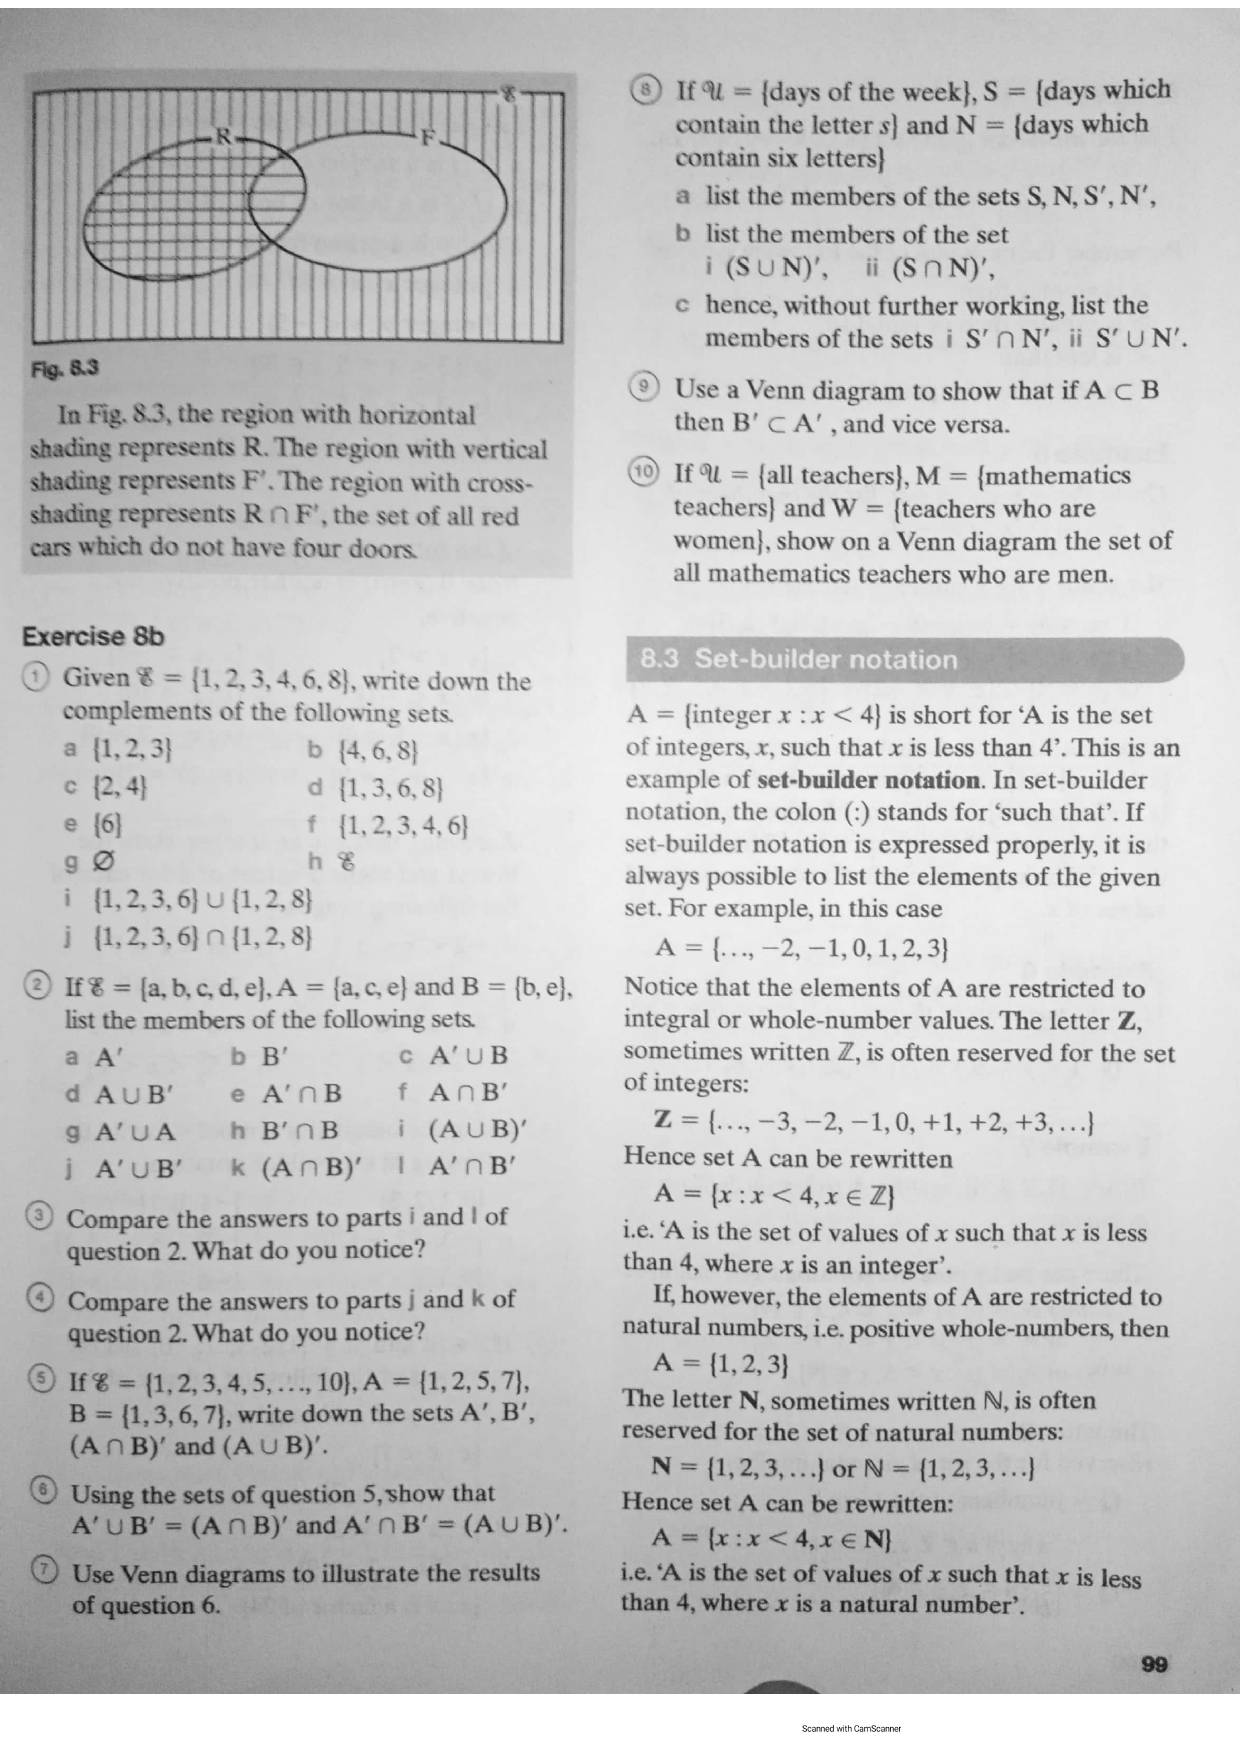 ℰ
R
F
Fig. 8.3
In Fig. 8.3, the region with horizontal
shading represents R. The region with vertical
shading represents F′. The region with cross-
shading represents R ∩ F′, the set of all red
cars which do not have four doors.
Exercise 8b
① Given ℰ = {1, 2, 3, 4, 6, 8}, write down the
complements of the following sets.
a {1, 2, 3} b {4, 6, 8}
c {2, 4} d {1, 3, 6, 8}
e {6} f {1, 2, 3, 4, 6}
g Ø h ℰ
i {1, 2, 3, 6} ∪ {1, 2, 8}
j {1, 2, 3, 6} ∩ {1, 2, 8}
② If ℰ = {a, b, c, d, e}, A = {a, c, e} and B = {b, e},
list the members of the following sets.
a A′ b B′ c A′ ∪ B
d A ∪ B′ e A′ ∩ B f A ∩ B′
g A′ ∪ A h B′ ∩ B i (A ∪ B)′
j A′ ∪ B′ k (A ∩ B)′ l A′ ∩ B′
③ Compare the answers to parts i and l of
question 2. What do you notice?
④ Compare the answers to parts j and k of
question 2. What do you notice?
⑤ If ℰ = {1, 2, 3, 4, 5, …, 10}, A = {1, 2, 5, 7},
B = {1, 3, 6, 7}, write down the sets A′, B′,
(A ∩ B)′ and (A ∪ B)′.
⑥ Using the sets of question 5, show that
A′ ∪ B′ = (A ∩ B)′ and A′ ∩ B′ = (A ∪ B)′.
⑦ Use Venn diagrams to illustrate the results
of question 6.
⑧ If 𝒰 = {days of the week}, S = {days which
contain the letter s} and N = {days which
contain six letters}
a list the members of the sets S, N, S′, N′,
b list the members of the set
i (S ∪ N)′, ii (S ∩ N)′,
c hence, without further working, list the
members of the sets i S′ ∩ N′, ii S′ ∪ N′.
⑨ Use a Venn diagram to show that if A ⊂ B
then B′ ⊂ A′ , and vice versa.
⑩ If 𝒰 = {all teachers}, M = {mathematics
teachers} and W = {teachers who are
women}, show on a Venn diagram the set of
all mathematics teachers who are men.
8.3 Set-builder notation
A = {integer x : x < 4} is short for ‘A is the set
of integers, x, such that x is less than 4’. This is an
example of set-builder notation. In set-builder
notation, the colon (:) stands for ‘such that’. If
set-builder notation is expressed properly, it is
always possible to list the elements of the given
set. For example, in this case
A = {…, −2, −1, 0, 1, 2, 3}
Notice that the elements of A are restricted to
integral or whole-number values. The letter Z,
sometimes written ℤ, is often reserved for the set
of integers:
Z = {…, −3, −2, −1, 0, +1, +2, +3, …}
Hence set A can be rewritten
A = {x : x < 4, x ∈ ℤ}
i.e. ‘A is the set of values of x such that x is less
than 4, where x is an integer’.
If, however, the elements of A are restricted to
natural numbers, i.e. positive whole-numbers, then
A = {1, 2, 3}
The letter N, sometimes written ℕ, is often
reserved for the set of natural numbers:
N = {1, 2, 3, …} or ℕ = {1, 2, 3, …}
Hence set A can be rewritten:
A = {x : x < 4, x ∈ N}
i.e. ‘A is the set of values of x such that x is less
than 4, where x is a natural number’.
99
Scanned with CamScanner